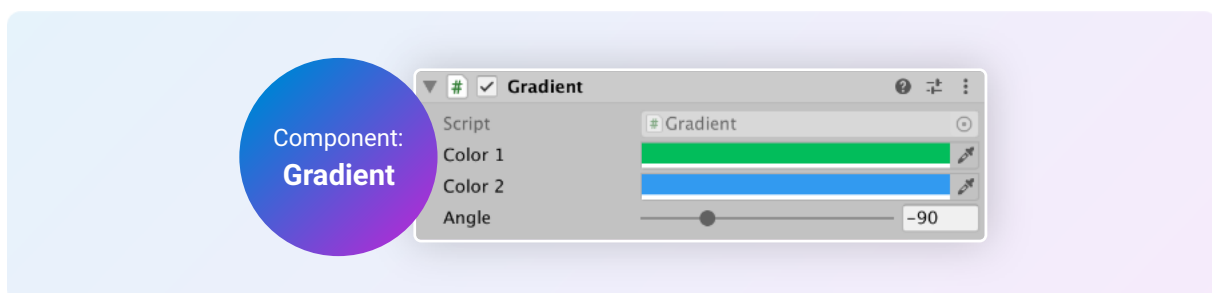 Component:
Gradient
# Gradient
Script # Gradient
Color 1
Color 2
Angle -90